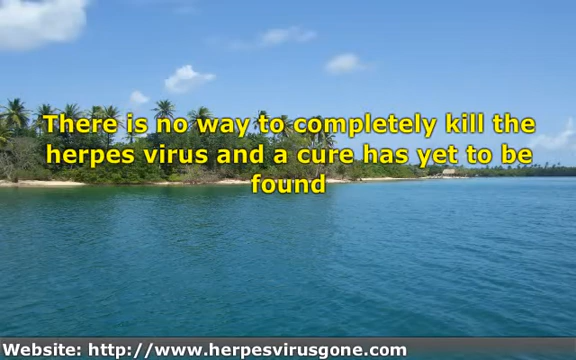 There is no way to completely kill the
herpes virus and a cure has yet to be
found
Website: http://www.herpesvirusgone.com